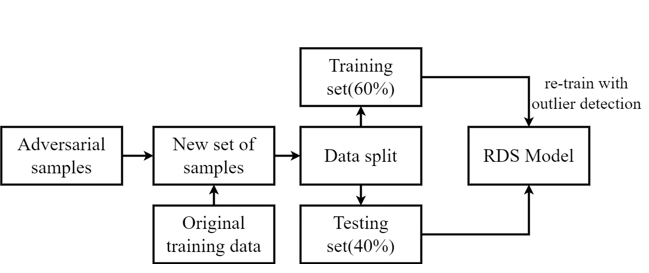 Training
set(60%)
re-train with
outlier detection
Adversarial
samples
New set of
samples
Data split
RDS Model
Original
training data
Testing
set(40%)